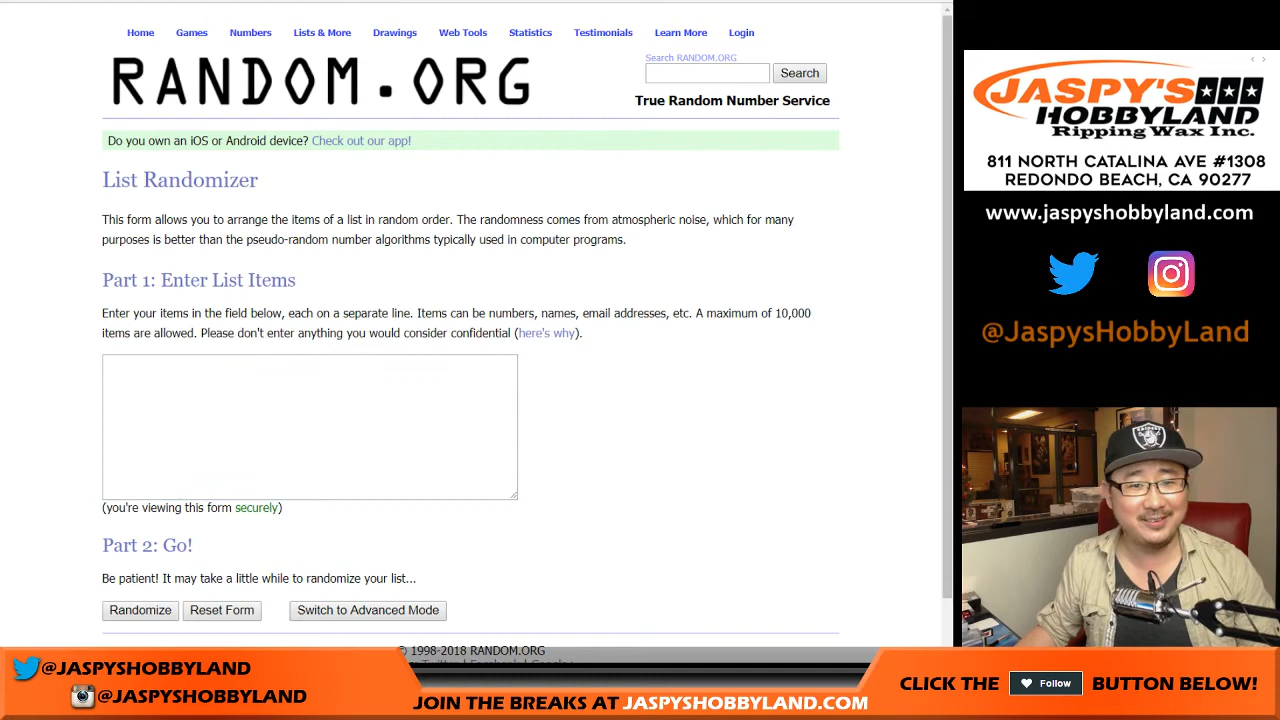 Home Games Numbers Lists & More Drawings Web Tools Statistics Testimonials Learn More Login
RANDOM.ORG
Search RANDOM.ORG
Search
True Random Number Service
Do you own an iOS or Android device? Check out our app!
List Randomizer
This form allows you to arrange the items of a list in random order. The randomness comes from atmospheric noise, which for many
purposes is better than the pseudo-random number algorithms typically used in computer programs.
Part 1: Enter List Items
Enter your items in the field below, each on a separate line. Items can be numbers, names, email addresses, etc. A maximum of 10,000
items are allowed. Please don't enter anything you would consider confidential (here's why).
(you're viewing this form securely)
Part 2: Go!
Be patient! It may take a little while to randomize your list...
Randomize Reset Form Switch to Advanced Mode
© 1998-2018 RANDOM.ORG
JASPY'S
HOBBYLAND
Ripping Wax Inc.
811 NORTH CATALINA AVE #1308
REDONDO BEACH, CA 90277
www.jaspyshobbyland.com
@JaspysHobbyLand
RAIDERS
@JASPYSHOBBYLAND
@JASPYSHOBBYLAND
JOIN THE BREAKS AT JASPYSHOBBYLAND.COM
CLICK THE Follow BUTTON BELOW!